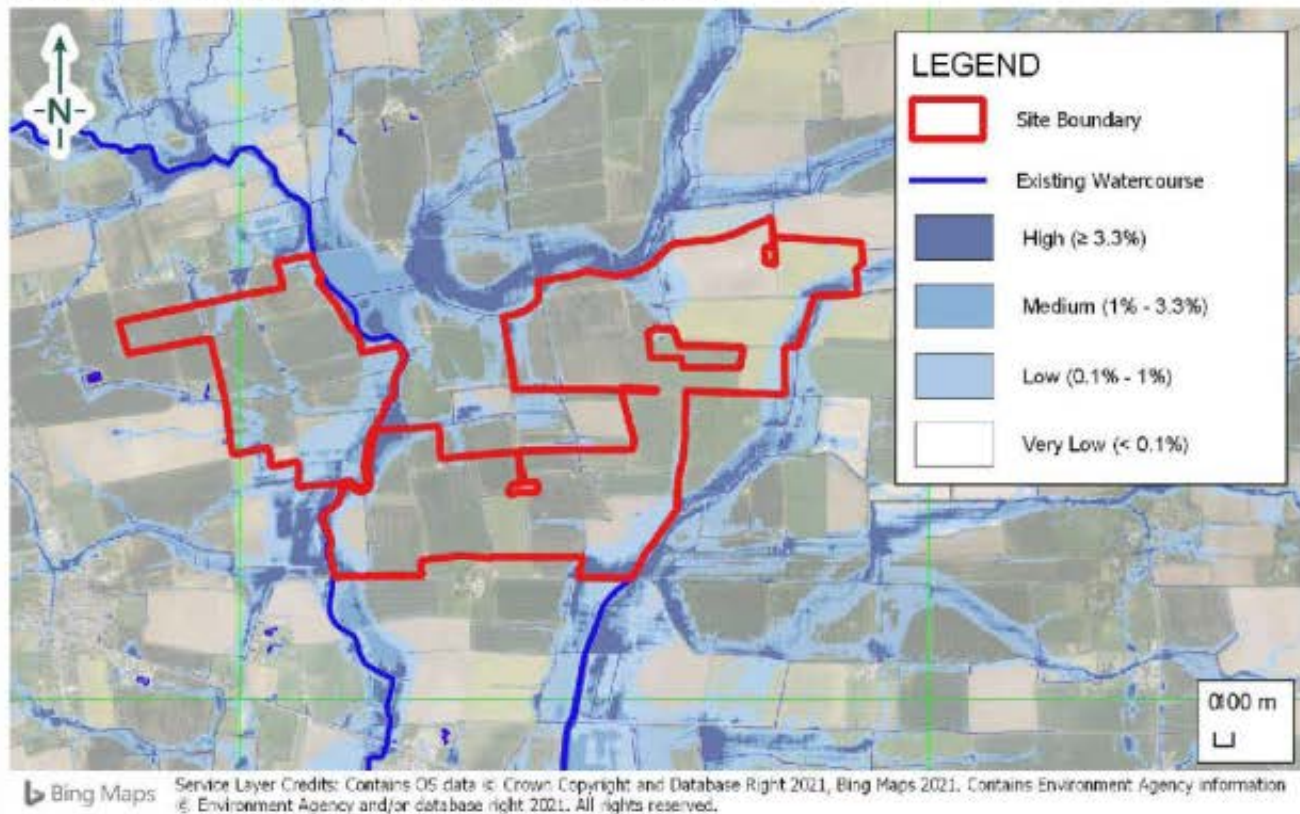 N
LEGEND
Site Boundary
Existing Watercourse
High (≥ 3.3%)
Medium (1% - 3.3%)
Low (0.1% - 1%)
Very Low (< 0.1%)
m
Bing Maps
Service Layer Credits: Contains OS data © Crown Copyright and Database Right 2021, Bing Maps 2021. Contains Environment Agency information
© Environment Agency and/or database right 2021. All rights reserved.